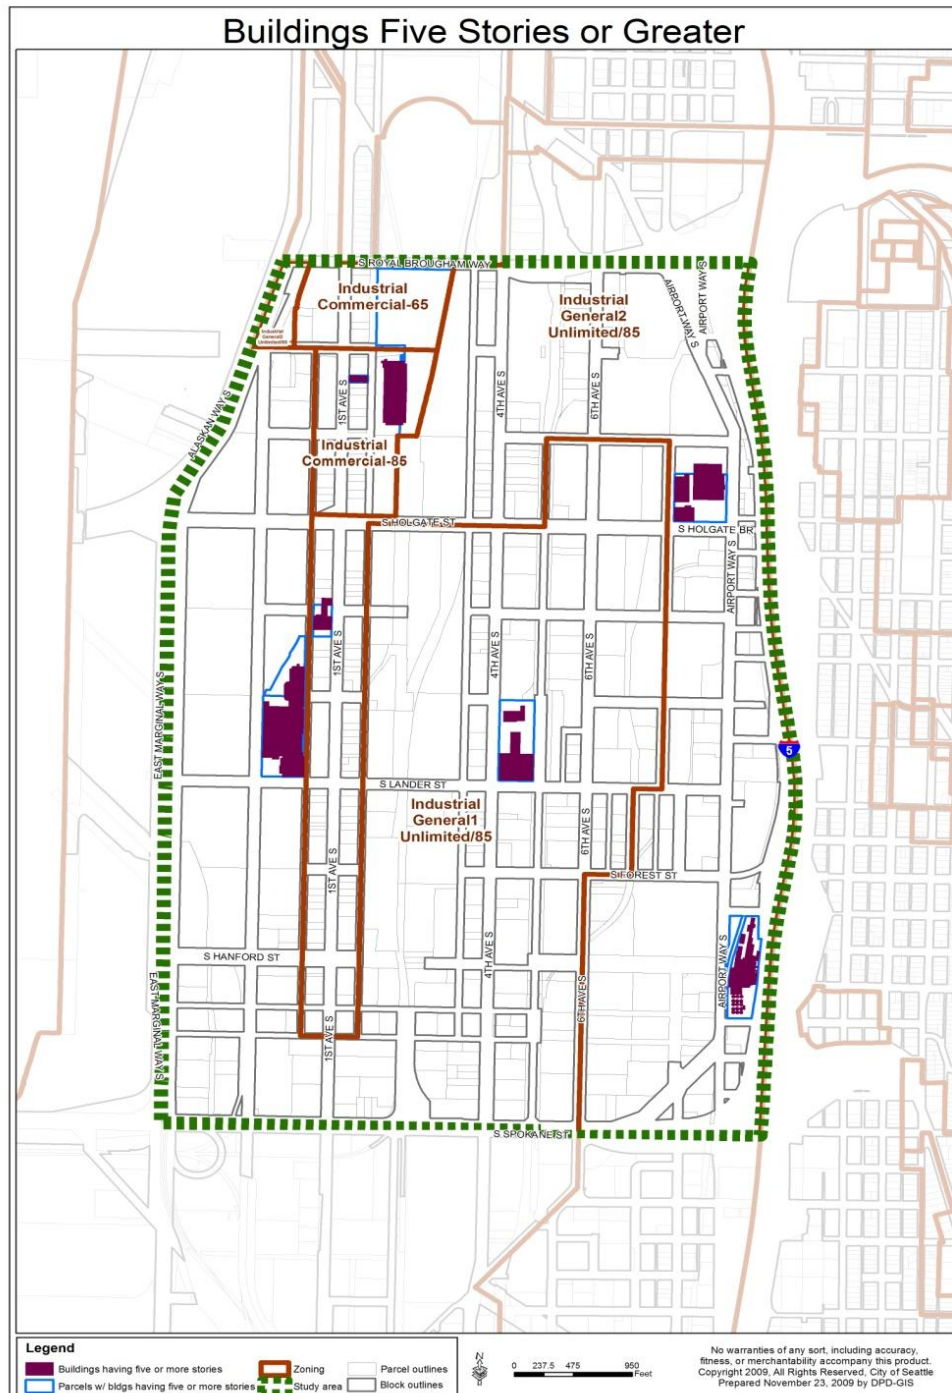 Buildings Five Stories or Greater
S ROYAL BROUGHAM WAY
AIRPORT WAY S
AIRPORT WAY S
Industrial
Commercial-65
Industrial
General2
Unlimited/85
Industrial
General2
Unlimited/85
1ST AVE S
4TH AVE S
6TH AVE S
ALASKAN WAY S
Industrial
Commercial-85
S HOLGATE ST
S HOLGATE BR
AIRPORT WAY S
1ST AVE S
4TH AVE S
6TH AVE S
EAST MARGINAL WAY S
5
S LANDER ST
Industrial
General1
Unlimited/85
6TH AVE S
1ST AVE S
S FOREST ST
4TH AVE S
AIRPORT WAY S
S HANFORD ST
6TH AVE S
EAST MARGINAL WAY S
1ST AVE S
S SPOKANE ST
Legend
Buildings having five or more stories
Zoning
Parcel outlines
Parcels w/ bldgs having five or more stories
Study area
Block outlines
0 237.5 475 950
Feet
No warranties of any sort, including accuracy,
fitness, or merchantability accompany this product.
Copyright 2009, All Rights Reserved, City of Seattle
Prepared November 23, 2009 by DPD-GIS